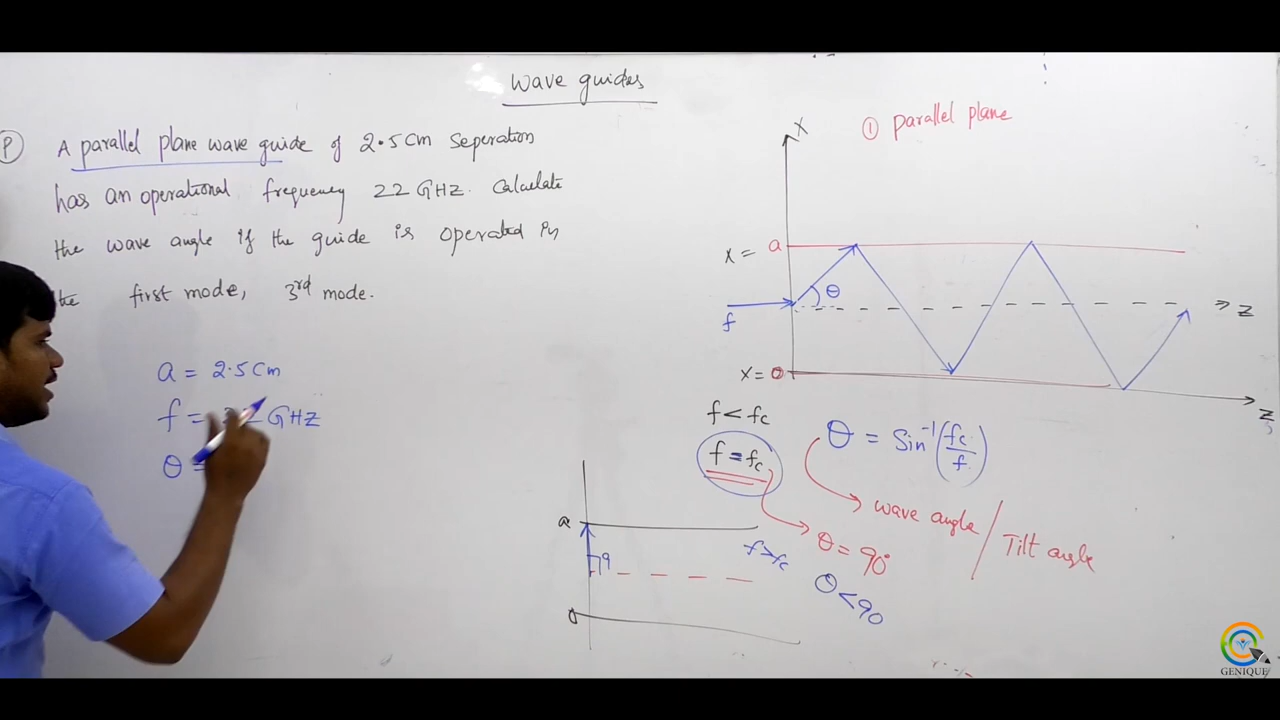 Wave guides
P A parallel plane wave guide of 2.5cm Seperation
has an operational frequency 22 GHZ. Calculate
the wave angle if the guide is operated in
the first mode, 3rd mode.
a = 2.5cm
f = GHZ
θ =
① parallel plane
X
x = a
θ
f
z
x = 0
z
f < fc
f = fc
θ = Sin⁻¹(fc/f)
wave angle / Tilt angle
θ = 90°
a
f > fc
θ < 90
0
GENIQUE